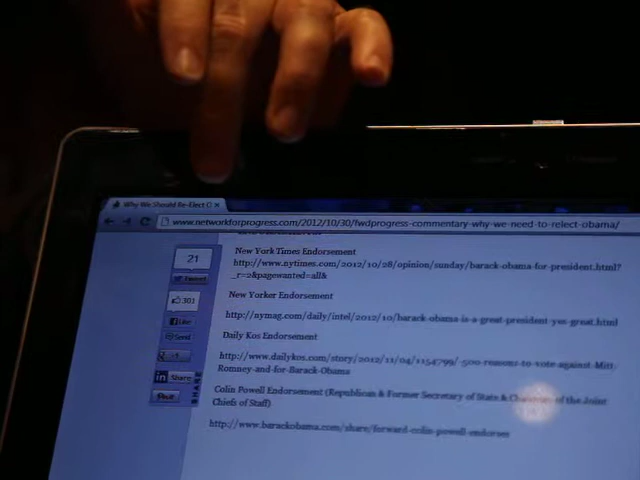 Why We Should Re-Elect O
www.networkforprogress.com/2012/10/30/fwdprogress-commentary-why-we-need-to-relect-obama/
21
Tweet
New York Times Endorsement
http://www.nytimes.com/2012/10/28/opinion/sunday/barack-obama-for-president.html?
_r=2&pagewanted=all&
301
Like
Send
+1
Share
New Yorker Endorsement
http://nymag.com/daily/intel/2012/10/barack-obama-is-a-great-president-yes-great.html
Daily Kos Endorsement
http://www.dailykos.com/story/2012/11/04/1154799/-500-reasons-to-vote-against-Mitt-
Romney-and-for-Barack-Obama
Colin Powell Endorsement (Republican & Former Secretary of State & Chairman of the Joint
Chiefs of Staff)
http://www.barackobama.com/share/forward-colin-powell-endorses